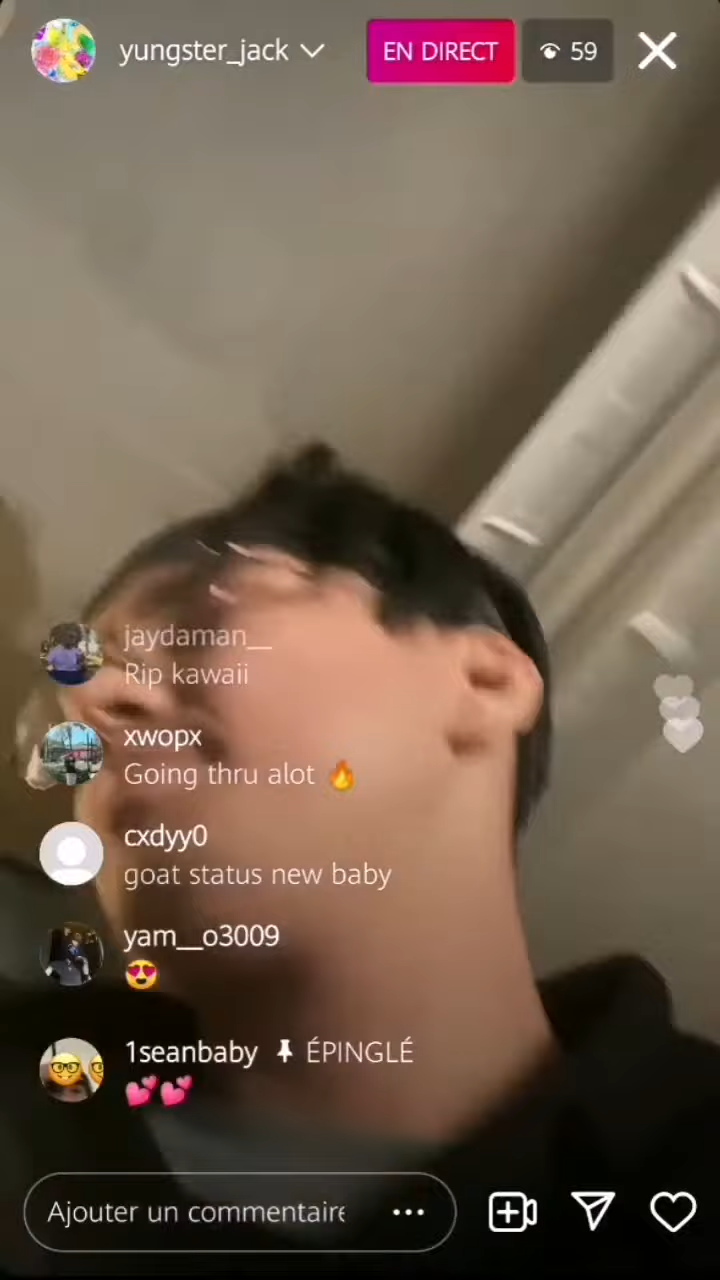 yungster_jack
EN DIRECT
59
jaydaman__
Rip kawaii
xwopx
Going thru alot 🔥
cxdyy0
goat status new baby
yam__o3009
😍
1seanbaby 📌 ÉPINGLÉ
💕💕
Ajouter un commentaire